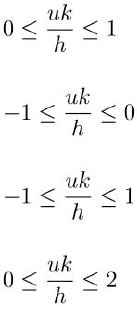 0 ≤ uk/h ≤ 1
-1 ≤ uk/h ≤ 0
-1 ≤ uk/h ≤ 1
0 ≤ uk/h ≤ 2